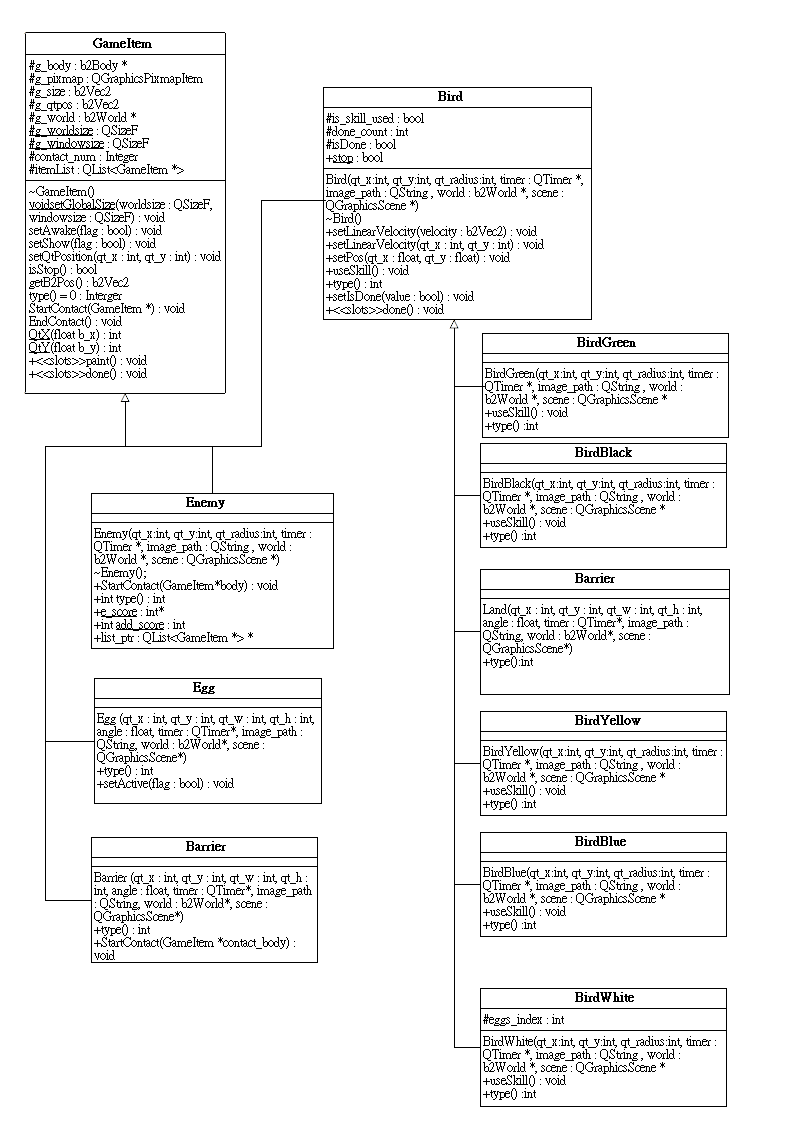 GameItem
#g_body : b2Body *
#g_pixmap : QGraphicsPixmapItem
#g_size : b2Vec2
#g_qtpos : b2Vec2
#g_world : b2World *
#g_worldsize : QSizeF
#g_windowsize : QSizeF
#contact_num : Integer
#itemList : QList<GameItem *>
~GameItem()
voidsetGlobalSize(worldsize : QSizeF,
windowsize : QSizeF) : void
setAwake(flag : bool) : void
setShow(flag : bool) : void
setQtPosition(qt_x : int, qt_y : int) : void
isStop() : bool
getB2Pos() : b2Vec2
type() = 0 : Interger
StartContact(GameItem *) : void
EndContact() : void
QtX(float b_x) : int
QtY(float b_y) : int
+<<slots>>paint() : void
+<<slots>>done() : void
Bird
#is_skill_used : bool
#done_count : int
#isDone : bool
+stop : bool
Bird(qt_x:int, qt_y:int, qt_radius:int, timer : QTimer *,
image_path : QString , world : b2World *, scene :
QGraphicsScene *)
~Bird()
+setLinearVelocity(velocity : b2Vec2) : void
+setLinearVelocity(qt_x : int, qt_y : int) : void
+setPos(qt_x : float, qt_y : float) : void
+useSkill() : void
+type() : int
+setIsDone(value : bool) : void
+<<slots>>done() : void
Enemy
Enemy(qt_x:int, qt_y:int, qt_radius:int, timer :
QTimer *, image_path : QString , world :
b2World *, scene : QGraphicsScene *)
~Enemy();
+StartContact(GameItem*body) : void
+int type() : int
+e_score : int*
+int add_score : int
+list_ptr : QList<GameItem *> *
Egg
Egg (qt_x : int, qt_y : int, qt_w : int, qt_h : int,
angle : float, timer : QTimer*, image_path :
QString, world : b2World*, scene :
QGraphicsScene*)
+type() : int
+setActive(flag : bool) : void
Barrier
Barrier (qt_x : int, qt_y : int, qt_w : int, qt_h :
int, angle : float, timer : QTimer*, image_path
: QString, world : b2World*, scene :
QGraphicsScene*)
+type() : int
+StartContact(GameItem *contact_body) :
void
BirdGreen
BirdGreen(qt_x:int, qt_y:int, qt_radius:int, timer :
QTimer *, image_path : QString , world :
b2World *, scene : QGraphicsScene *
+useSkill() : void
+type() :int
BirdBlack
BirdBlack(qt_x:int, qt_y:int, qt_radius:int, timer :
QTimer *, image_path : QString , world :
b2World *, scene : QGraphicsScene *
+useSkill() : void
+type() :int
Barrier
Land(qt_x : int, qt_y : int, qt_w : int, qt_h : int,
angle : float, timer : QTimer*, image_path :
QString, world : b2World*, scene :
QGraphicsScene*)
+type():int
BirdYellow
BirdYellow(qt_x:int, qt_y:int, qt_radius:int, timer :
QTimer *, image_path : QString , world :
b2World *, scene : QGraphicsScene *
+useSkill() : void
+type() :int
BirdBlue
BirdBlue(qt_x:int, qt_y:int, qt_radius:int, timer :
QTimer *, image_path : QString , world :
b2World *, scene : QGraphicsScene *
+useSkill() : void
+type() :int
BirdWhite
#eggs_index : int
BirdWhite(qt_x:int, qt_y:int, qt_radius:int, timer :
QTimer *, image_path : QString , world :
b2World *, scene : QGraphicsScene *
+useSkill() : void
+type() :int